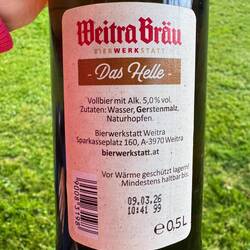 Weitra Bräu
BIERWERKSTATT
- Das Helle -
Vollbier mit Alk. 5,0% vol.
Zutaten: Wasser, Gerstenmalz,
Naturhopfen.
Bierwerkstatt Weitra
Sparkasseplatz 160, A-3970 Weitra
bierwerkstatt.at
Vor Wärme geschützt lagern!
Mindestens haltbar bis:
09.03.26
10:41 99
℮ 0,5L